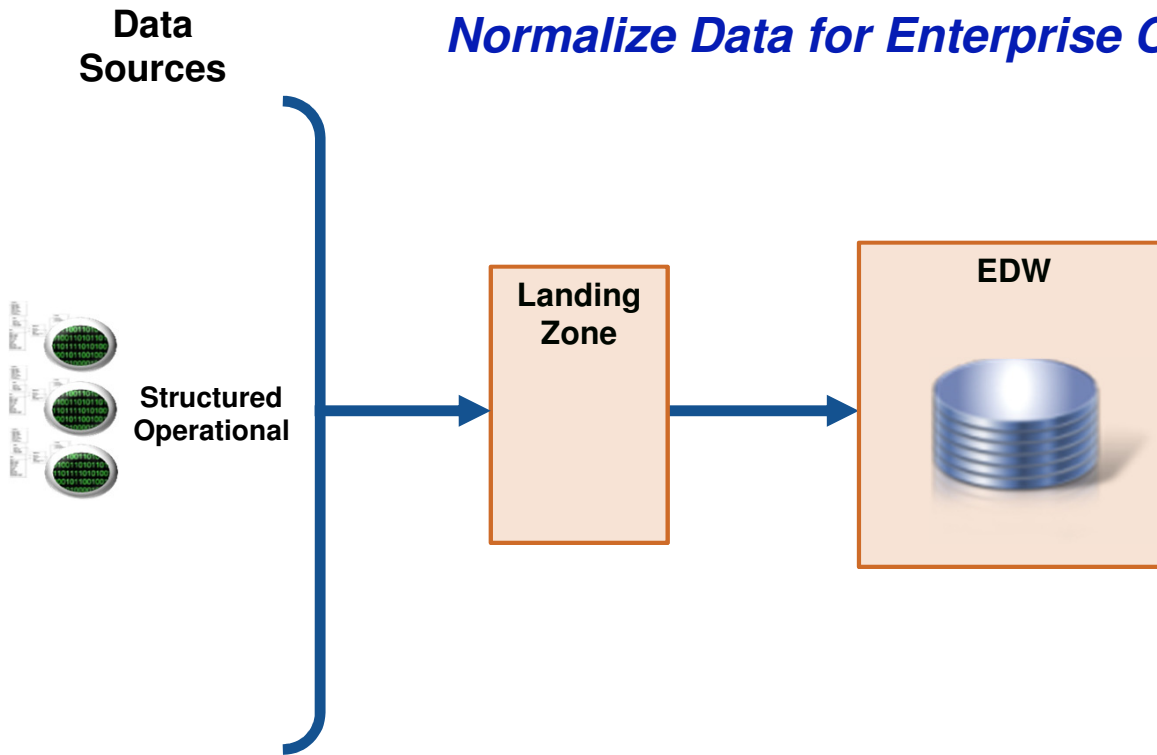 Data
Sources
Normalize Data for Enterprise C
Structured
Operational
Landing
Zone
EDW